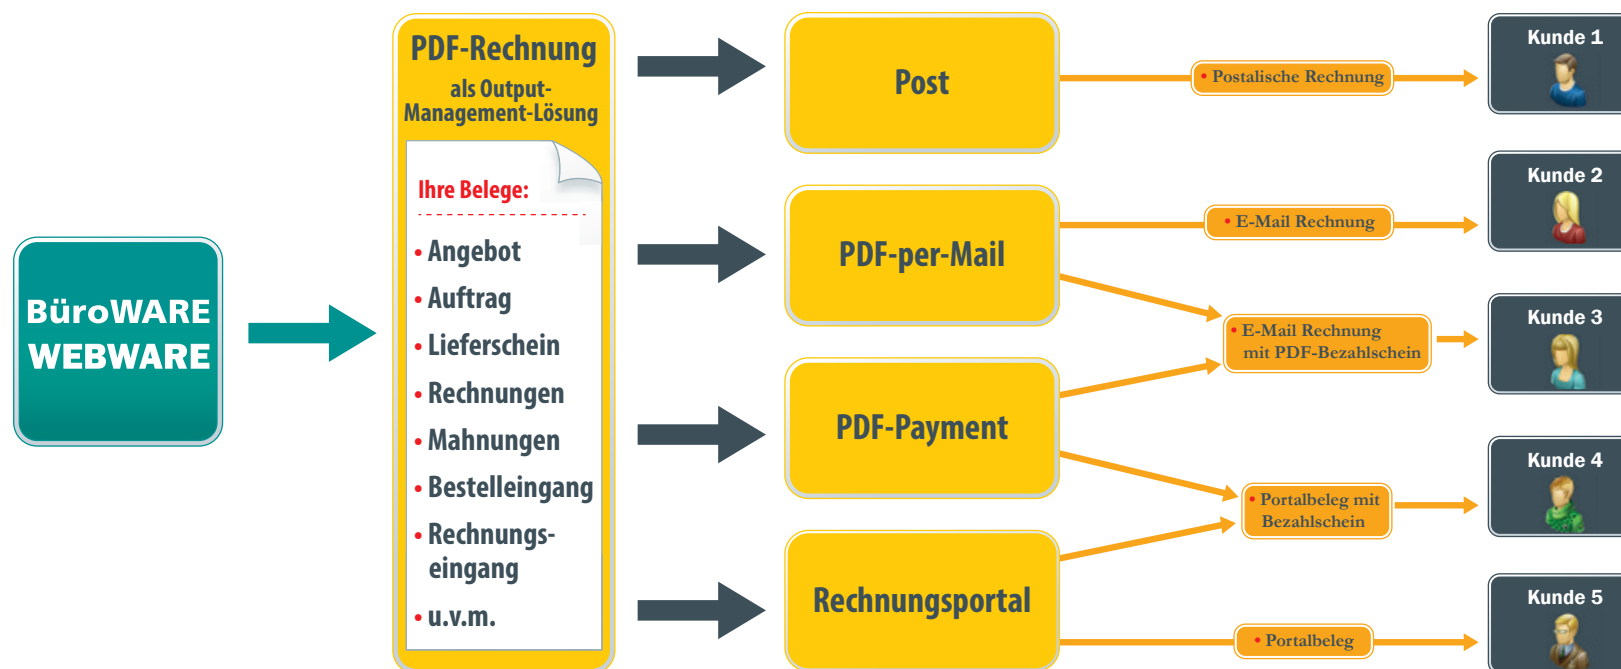 BüroWARE
WEBWARE
PDF-Rechnung
als Output-
Management-Lösung
Ihre Belege:
• Angebot
• Auftrag
• Lieferschein
• Rechnungen
• Mahnungen
• Bestelleingang
• Rechnungs-
eingang
• u.v.m.
Post
PDF-per-Mail
PDF-Payment
Rechnungsportal
• Postalische Rechnung
• E-Mail Rechnung
• E-Mail Rechnung
mit PDF-Bezahlschein
• Portalbeleg mit
Bezahlschein
• Portalbeleg
Kunde 1
Kunde 2
Kunde 3
Kunde 4
Kunde 5